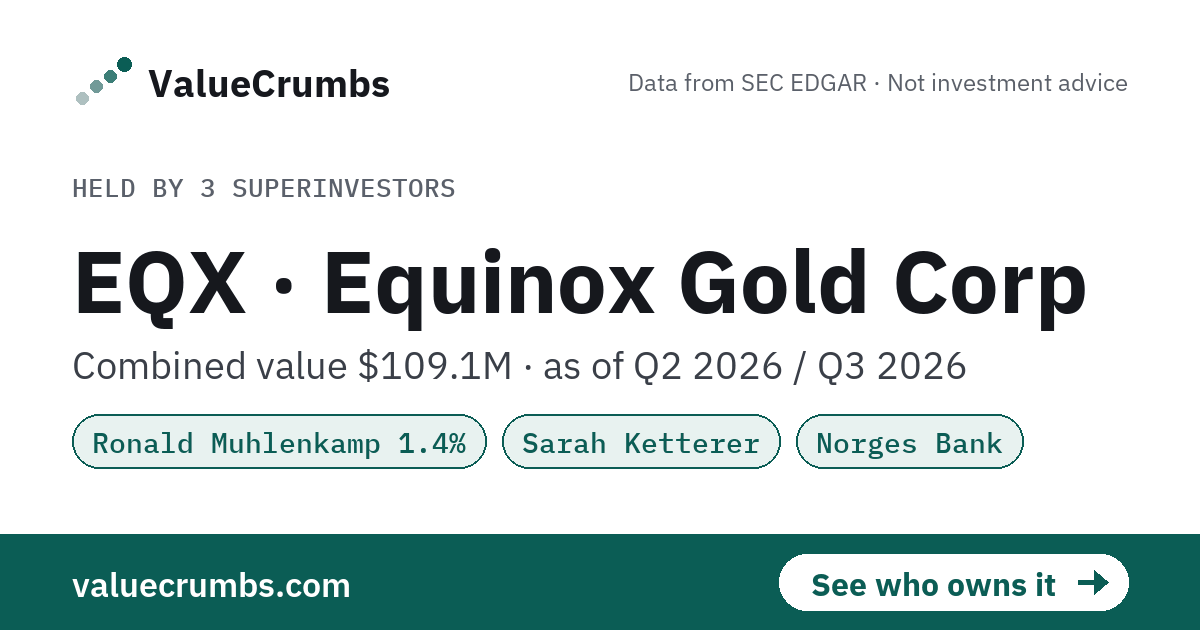 ValueCrumbs
Data from SEC EDGAR · Not investment advice
HELD BY 3 SUPERINVESTORS
EQX · Equinox Gold Corp
Combined value $109.1M · as of Q2 2026 / Q3 2026
Ronald Muhlenkamp 1.4% Sarah Ketterer Norges Bank
valuecrumbs.com
See who owns it →